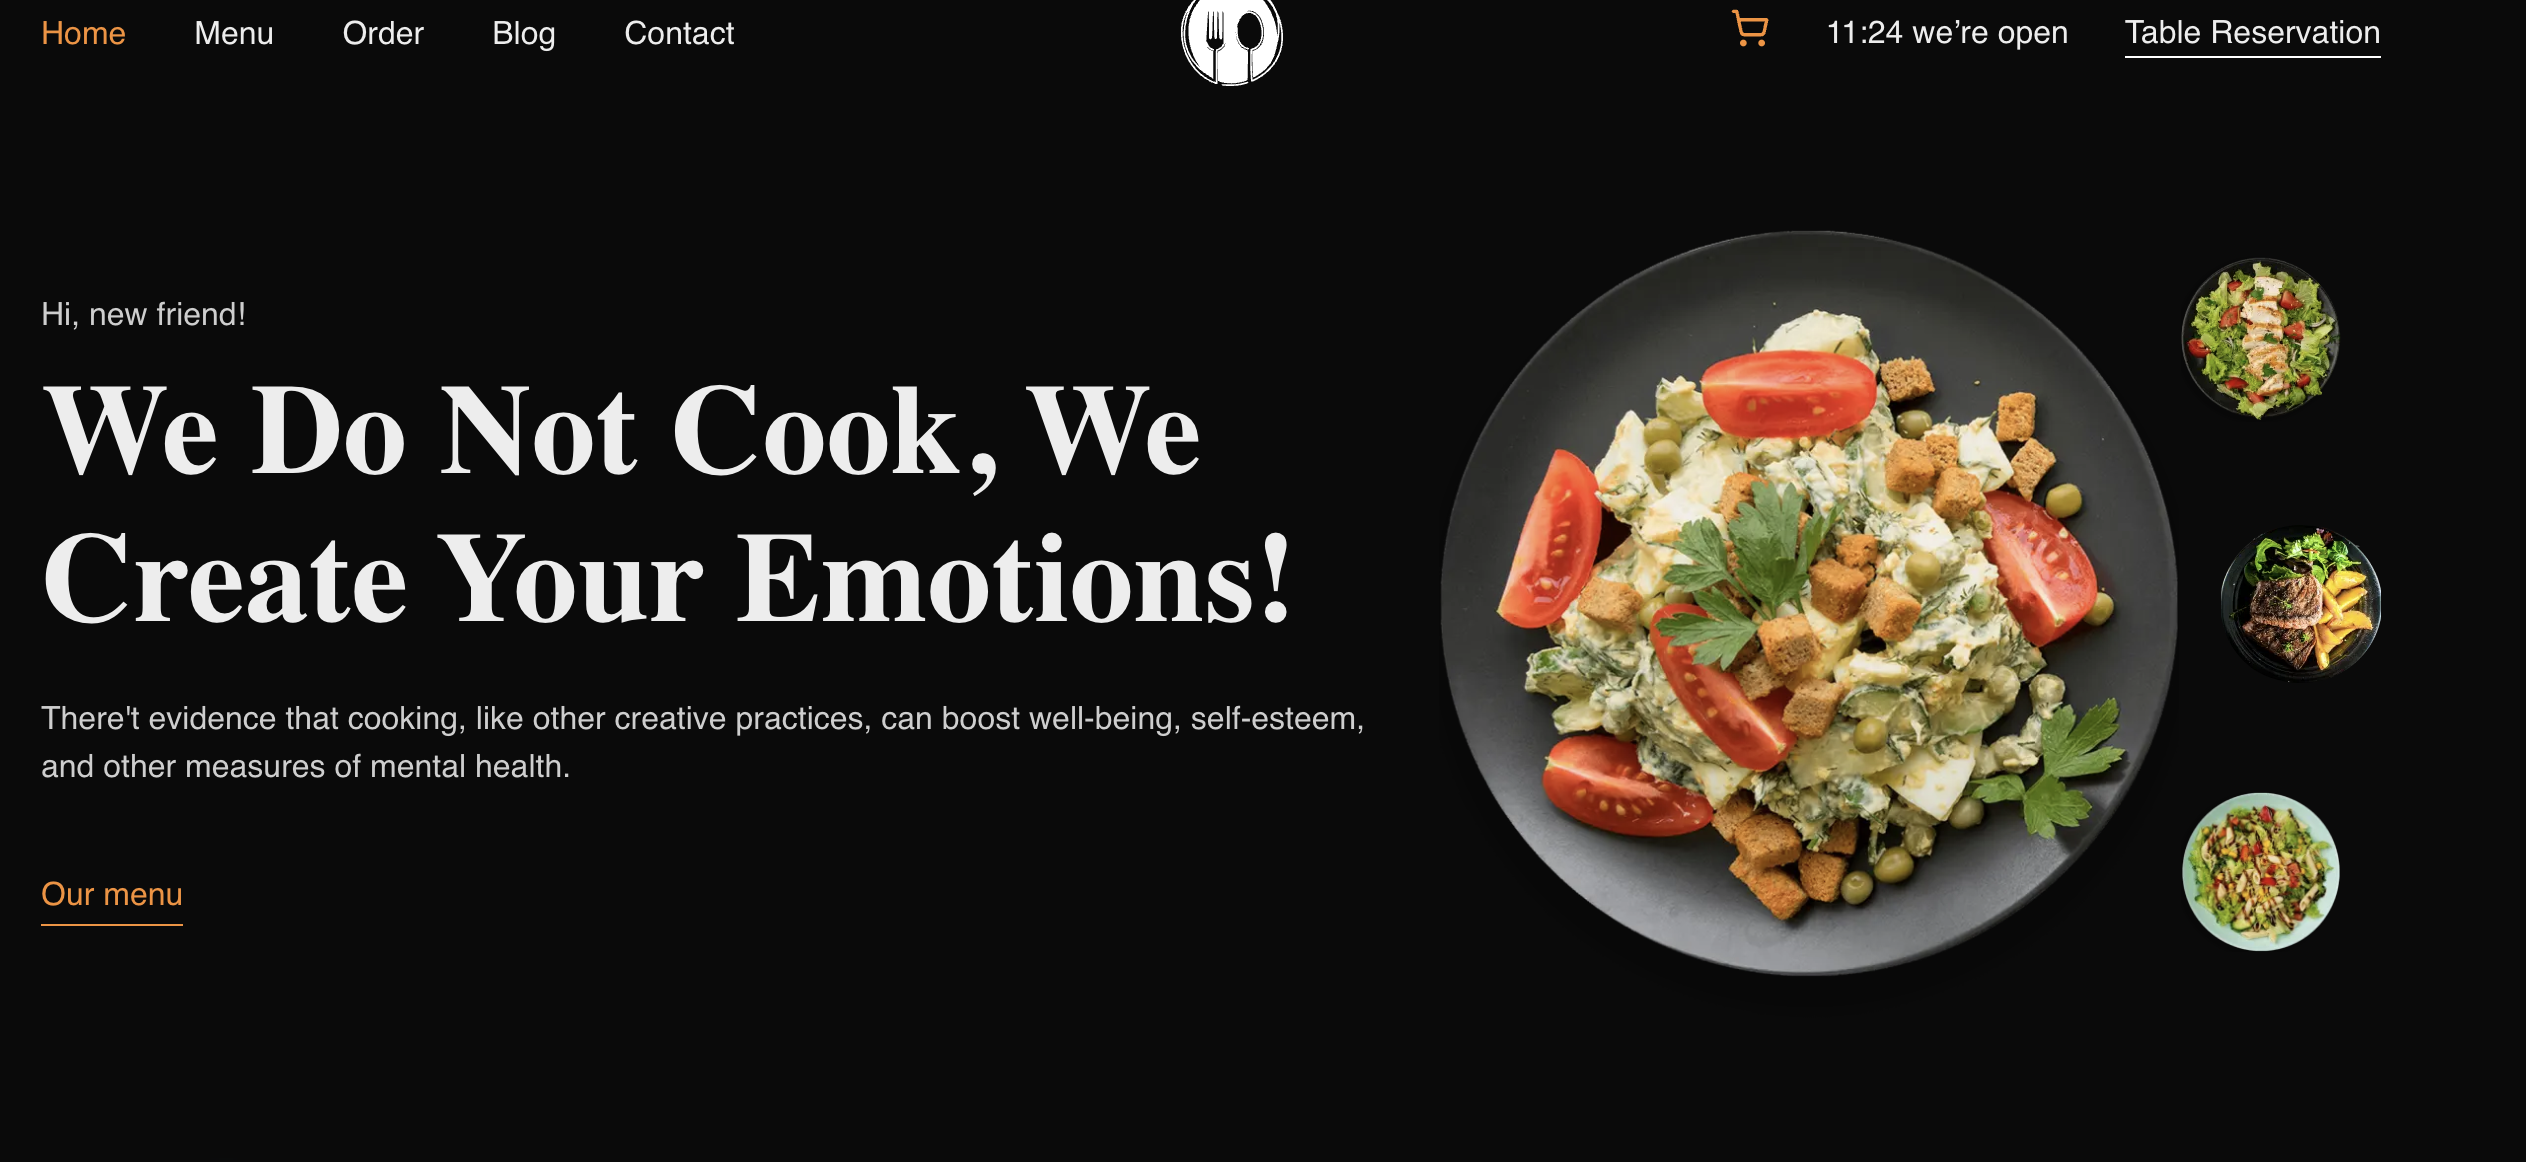 Home Menu Order Blog Contact 11:24 we’re open Table Reservation
Hi, new friend!
We Do Not Cook, We
Create Your Emotions!
There't evidence that cooking, like other creative practices, can boost well-being, self-esteem,
and other measures of mental health.
Our menu